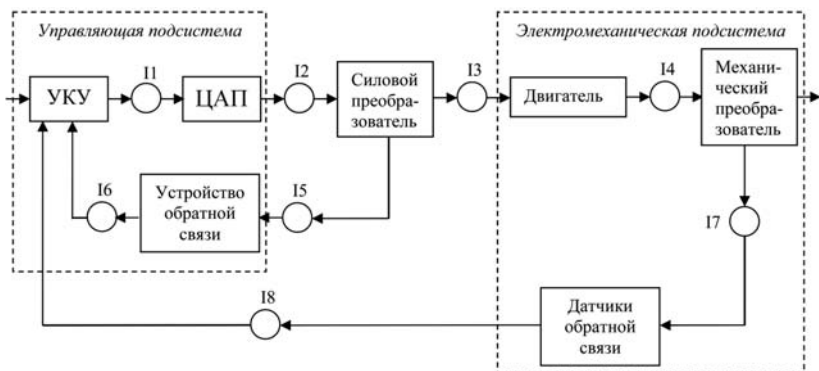 Управляющая подсистема
Электромеханическая подсистема
УКУ
I1
ЦАП
I2
Силовой
преобра-
зователь
I3
Двигатель
I4
Механи-
ческий
преобра-
зователь
I6
Устройство
обратной
связи
I5
I7
I8
Датчики
обратной
связи